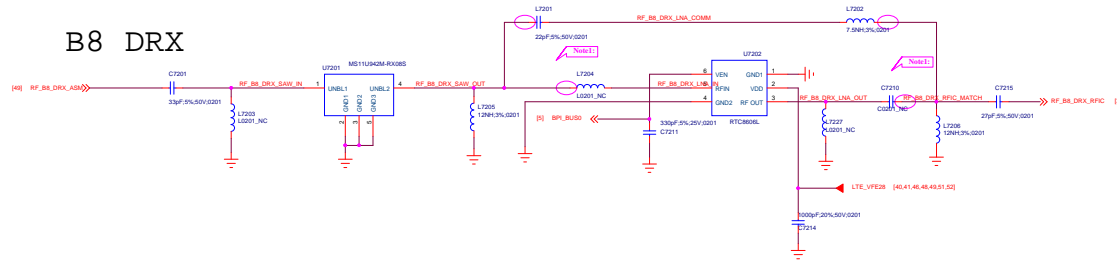 B8 DRX
L7201
22pF;5%;50V;0201
RF_B8_DRX_LNA_COMM
L7202
7.5NH;3%;0201
Note1:
Note1:
C7201
33pF;5%;50V;0201
[49] RF_B8_DRX_ASM
RF_B8_DRX_SAW_IN
L7203
L0201_NC
U7201
MS11U942M-RX08S
1
UNBL1
UNBL2
4
GND1
GND2
GND3
2
3
5
RF_B8_DRX_SAW_OUT
L7205
12NH;3%;0201
L7204
L0201_NC
RF_B8_DRX_LNA_IN
[5] BPI_BUS0
330pF;5%;25V;0201
C7211
U7202
6
VEN
GND1
1
5
RFIN
VDD
2
4
GND2
RF OUT
3
RTC8606L
RF_B8_DRX_LNA_OUT
L7227
L0201_NC
C7210
C0201_NC
RF_B8_DRX_RFIC_MATCH
L7206
12NH;3%;0201
C7215
27pF;5%;50V;0201
RF_B8_DRX_RFIC
[
LTE_VFE28 [40,41,46,48,49,51,52]
1000pF;20%;50V;0201
C7214